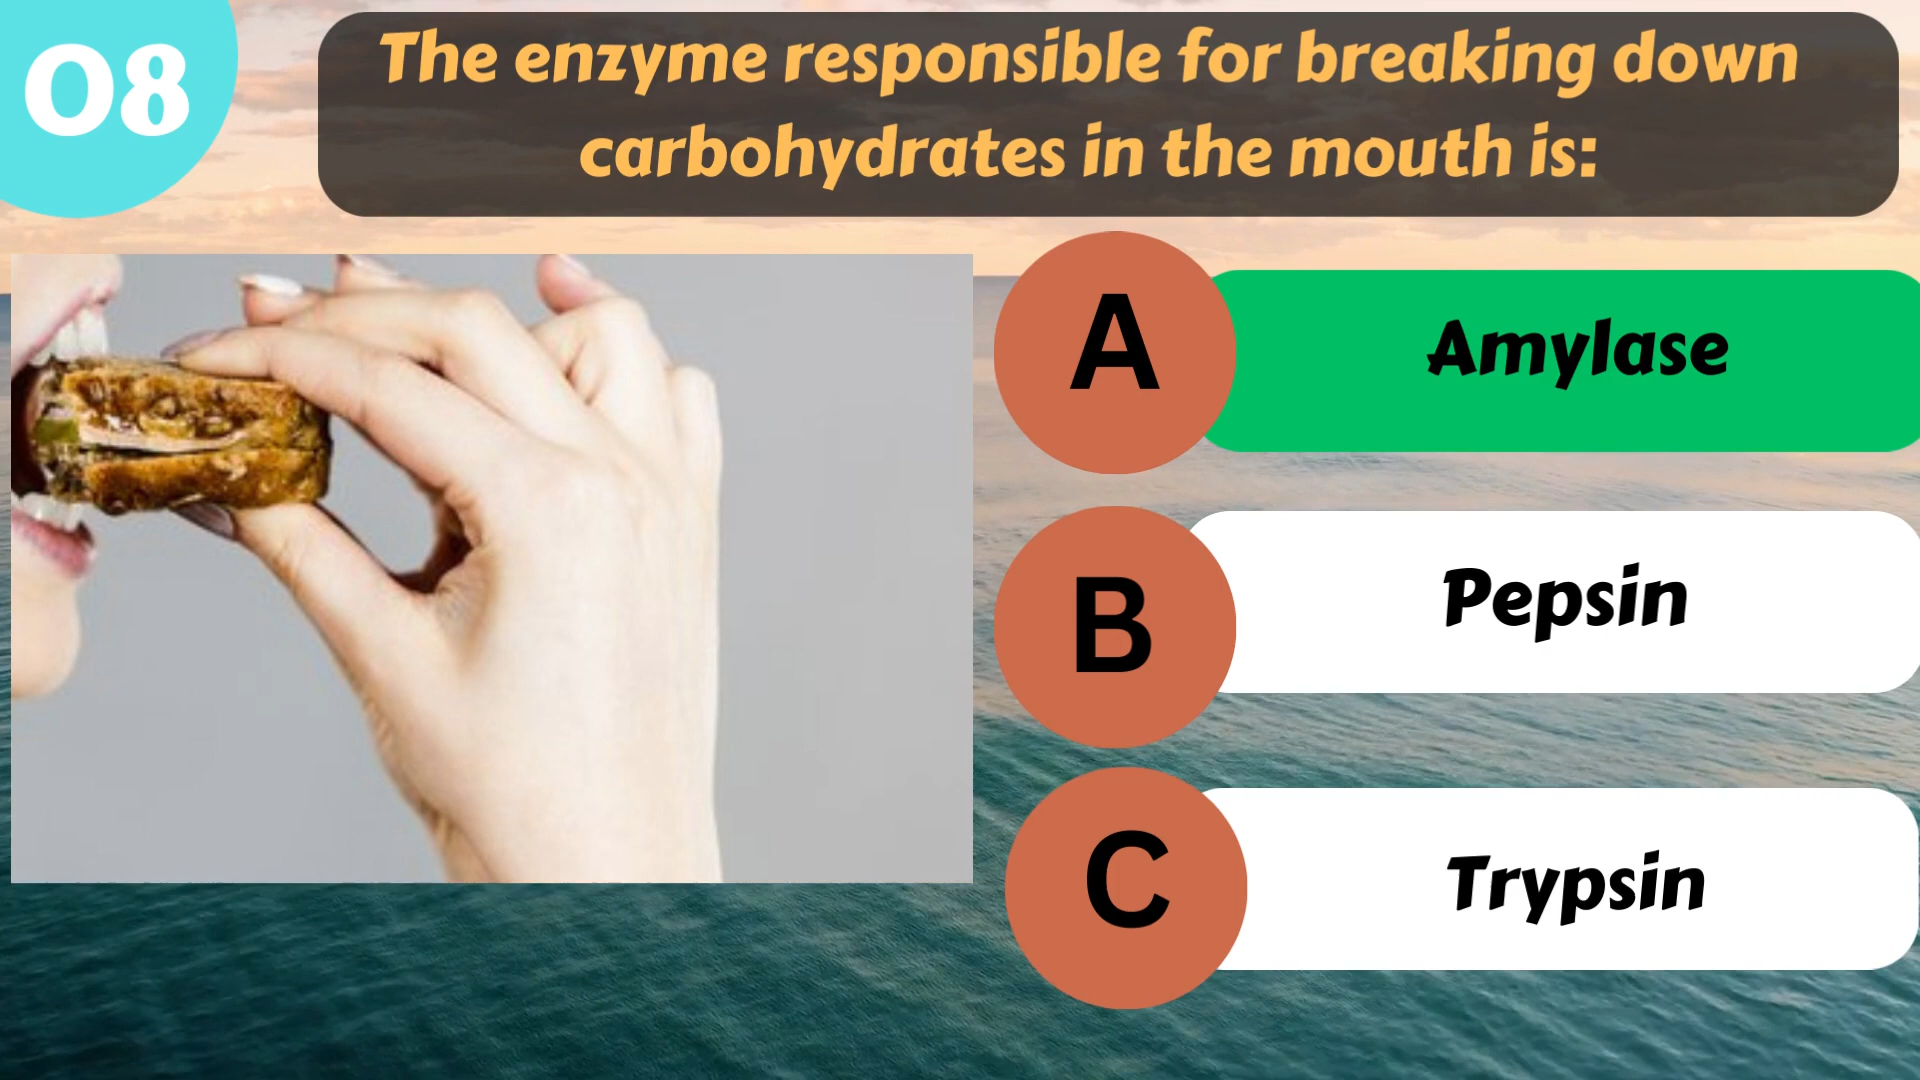 08
The enzyme responsible for breaking down
carbohydrates in the mouth is:
A
Amylase
B
Pepsin
C
Trypsin